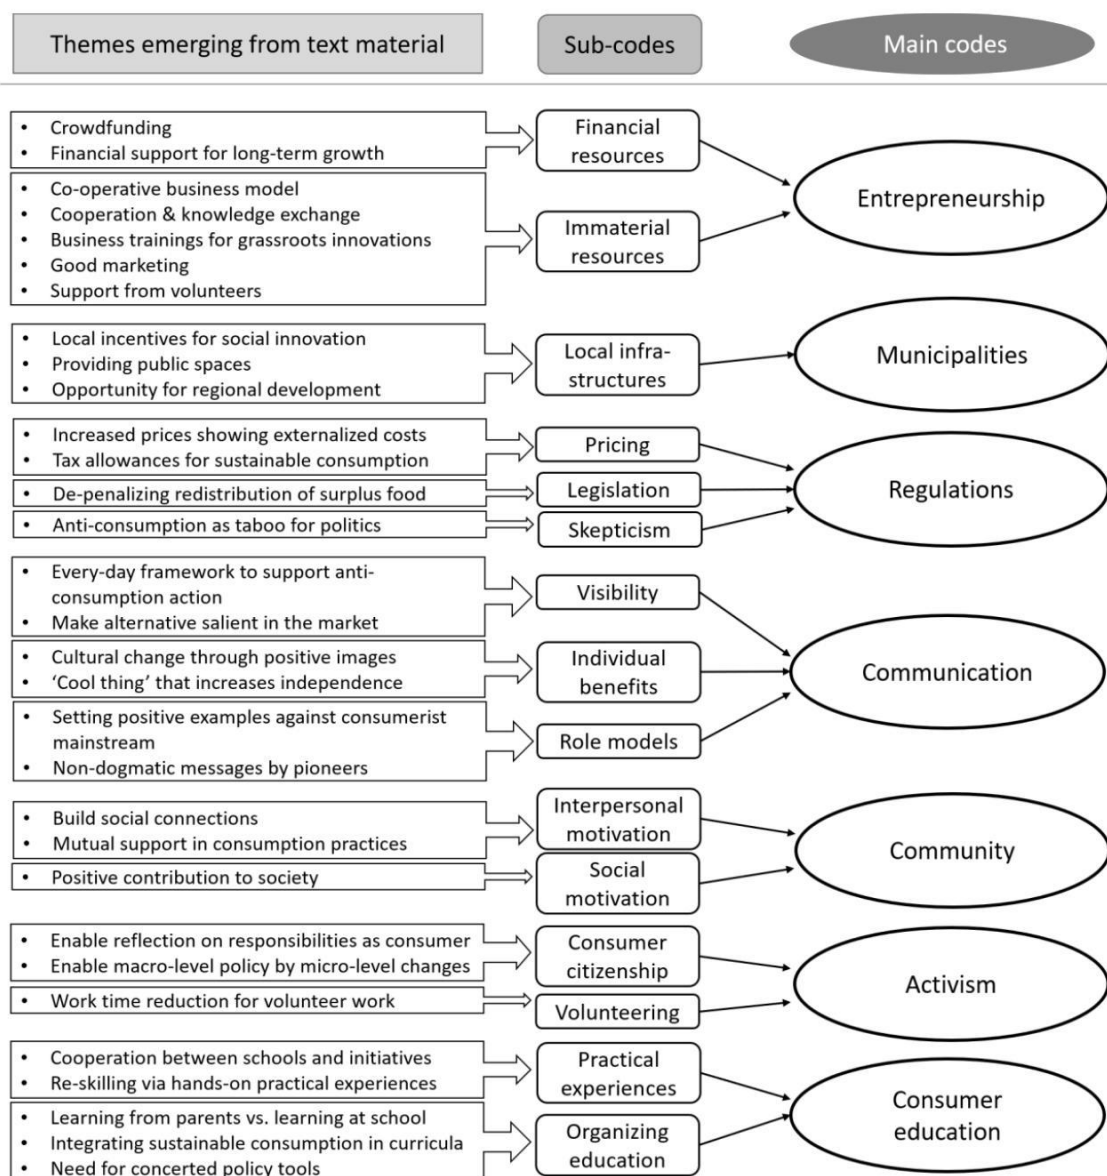 Themes emerging from text material
Sub-codes
Main codes
• Crowdfunding
• Financial support for long-term growth
Financial
resources
• Co-operative business model
• Cooperation & knowledge exchange
• Business trainings for grassroots innovations
• Good marketing
• Support from volunteers
Immaterial
resources
Entrepreneurship
• Local incentives for social innovation
• Providing public spaces
• Opportunity for regional development
Local infra-
structures
Municipalities
• Increased prices showing externalized costs
• Tax allowances for sustainable consumption
Pricing
• De-penalizing redistribution of surplus food
Legislation
• Anti-consumption as taboo for politics
Skepticism
Regulations
• Every-day framework to support anti-
consumption action
• Make alternative salient in the market
Visibility
• Cultural change through positive images
• ‘Cool thing’ that increases independence
Individual
benefits
• Setting positive examples against consumerist
mainstream
• Non-dogmatic messages by pioneers
Role models
Communication
• Build social connections
• Mutual support in consumption practices
Interpersonal
motivation
• Positive contribution to society
Social
motivation
Community
• Enable reflection on responsibilities as consumer
• Enable macro-level policy by micro-level changes
Consumer
citizenship
• Work time reduction for volunteer work
Volunteering
Activism
• Cooperation between schools and initiatives
• Re-skilling via hands-on practical experiences
Practical
experiences
• Learning from parents vs. learning at school
• Integrating sustainable consumption in curricula
• Need for concerted policy tools
Organizing
education
Consumer
education